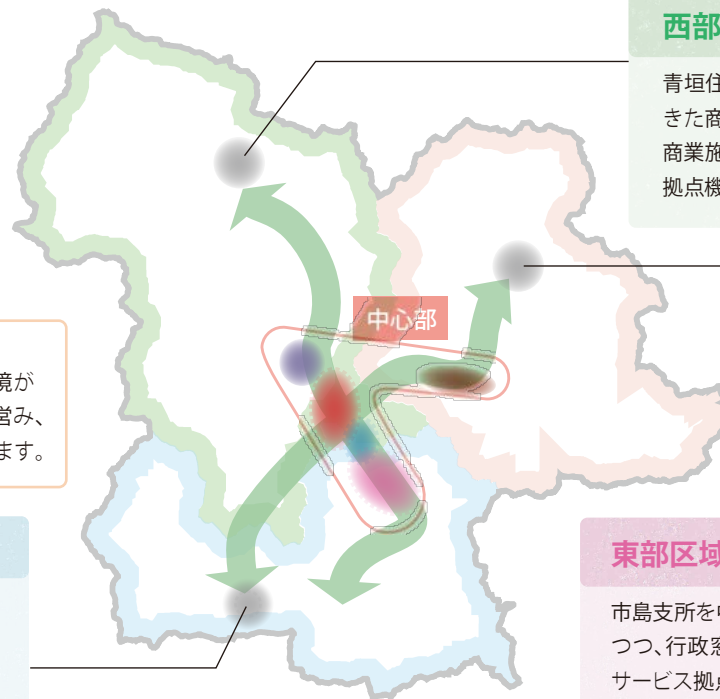 西部
青垣住
きた商
商業施
拠点機
中心部
境が
営み、
ます。
東部区域
市島支所を中
つつ、行政窓
サービス拠点